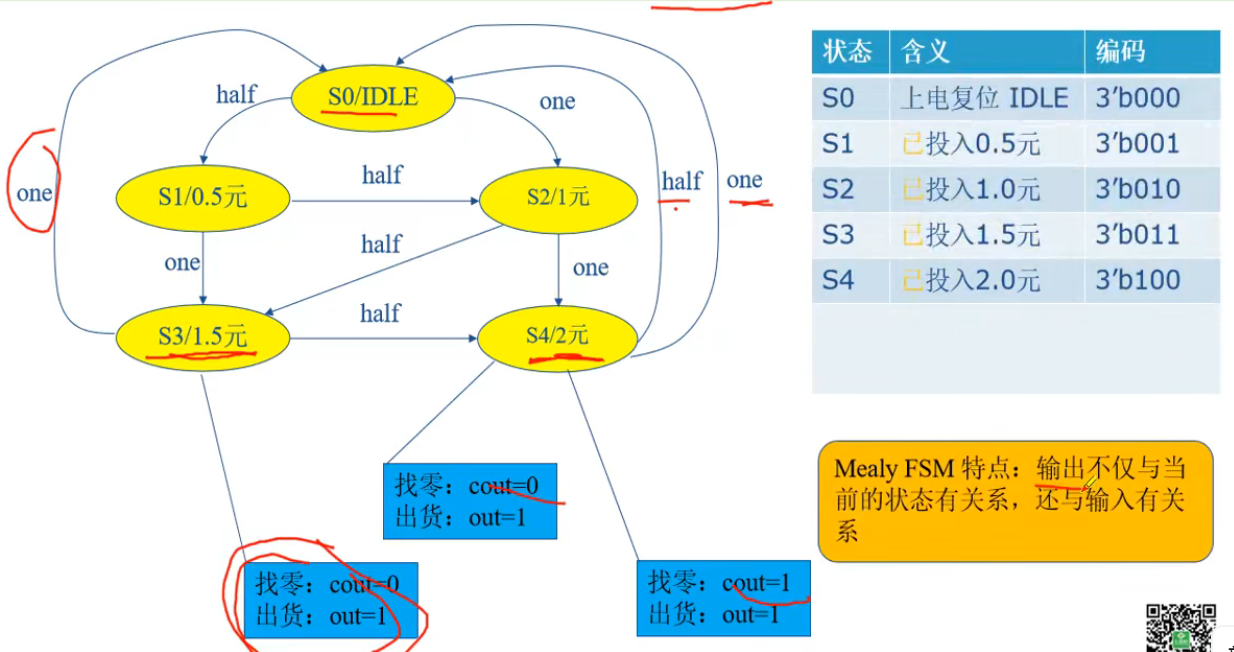 S0/IDLE
half
one
S1/0.5元
half
S2/1元
half
one
one
half
one
one
S3/1.5元
half
S4/2元
找零：cout=0
出货：out=1
找零：cout=0
出货：out=1
找零：cout=1
出货：out=1
状态 含义 编码
S0 上电复位 IDLE 3'b000
S1 已投入0.5元 3'b001
S2 已投入1.0元 3'b010
S3 已投入1.5元 3'b011
S4 已投入2.0元 3'b100
Mealy FSM 特点：输出不仅与当
前的状态有关系，还与输入有关
系